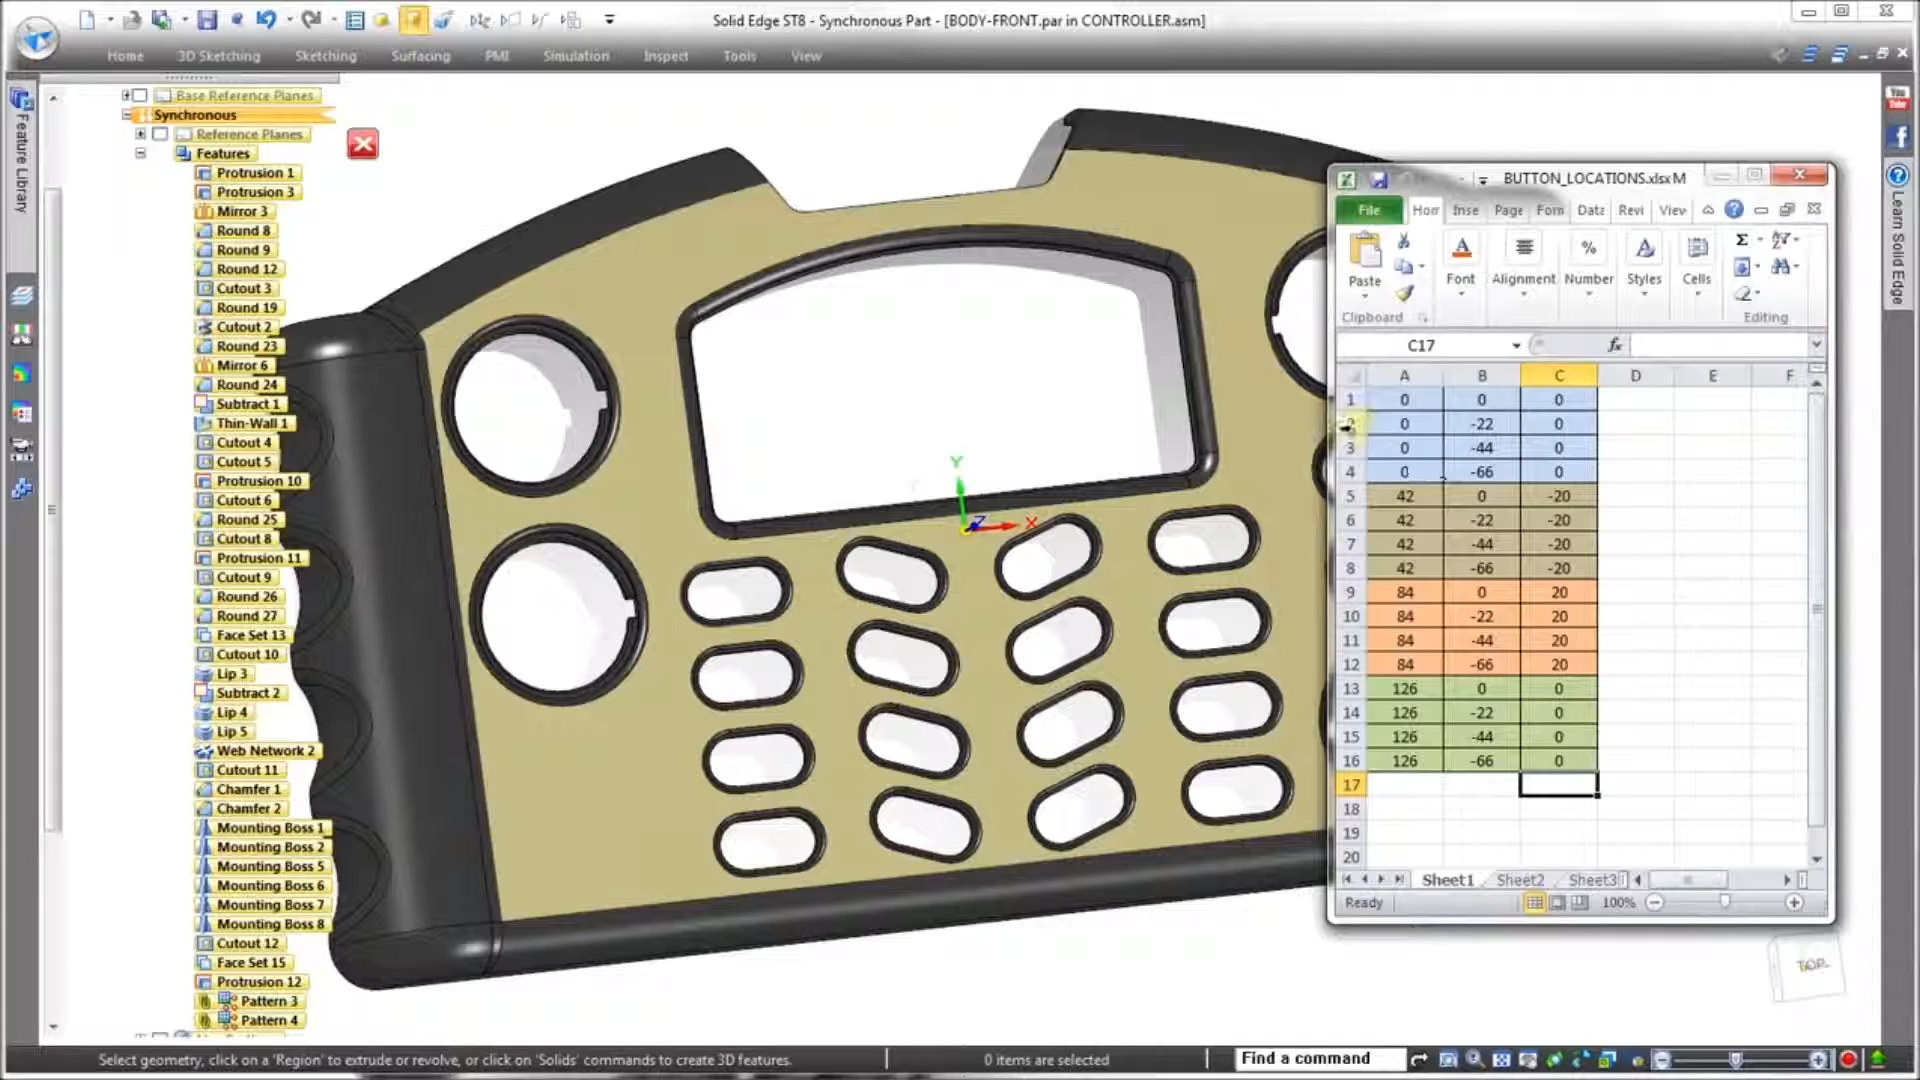 Solid Edge ST8 - Synchronous Part - [BODY-FRONT.par in CONTROLLER.asm]
Home 3D Sketching Sketching Surfacing PMI Simulation Inspect Tools View
Feature Library
Base Reference Planes
Synchronous
Reference Planes
Features
Protrusion 1
Protrusion 3
Mirror 3
Round 8
Round 9
Round 12
Cutout 3
Round 19
Cutout 2
Round 23
Mirror 6
Round 24
Subtract 1
Thin-Wall 1
Cutout 4
Cutout 5
Protrusion 10
Cutout 6
Round 25
Cutout 8
Protrusion 11
Cutout 9
Round 26
Round 27
Face Set 13
Cutout 10
Lip 3
Subtract 2
Lip 4
Lip 5
Web Network 2
Cutout 11
Chamfer 1
Chamfer 2
Mounting Boss 1
Mounting Boss 2
Mounting Boss 5
Mounting Boss 6
Mounting Boss 7
Mounting Boss 8
Cutout 12
Face Set 15
Protrusion 12
Pattern 3
Pattern 4
Y
Z X
BUTTON_LOCATIONS.xlsx M
File Hor Inse Page Form Data Revi View
Paste Font Alignment Number Styles Cells
Clipboard Editing
C17 fx
A B C D E F
1 0 0 0
2 0 -22 0
3 0 -44 0
4 0 -66 0
5 42 0 -20
6 42 -22 -20
7 42 -44 -20
8 42 -66 -20
9 84 0 20
10 84 -22 20
11 84 -44 20
12 84 -66 20
13 126 0 0
14 126 -22 0
15 126 -44 0
16 126 -66 0
17
18
19
20
Sheet1 Sheet2 Sheet3
Ready 100%
You
Tube
f
Learn Solid Edge
TOP
Select geometry, click on a 'Region' to extrude or revolve, or click on 'Solids' commands to create 3D features.
0 items are selected
Find a command